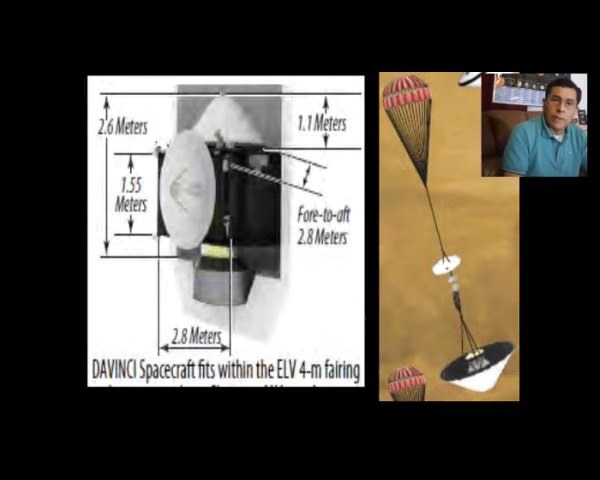 2.6 Meters
1.1 Meters
1.55
Meters
Fore-to-aft
2.8 Meters
2.8 Meters
DAVINCI Spacecraft fits within the ELV 4-m fairing